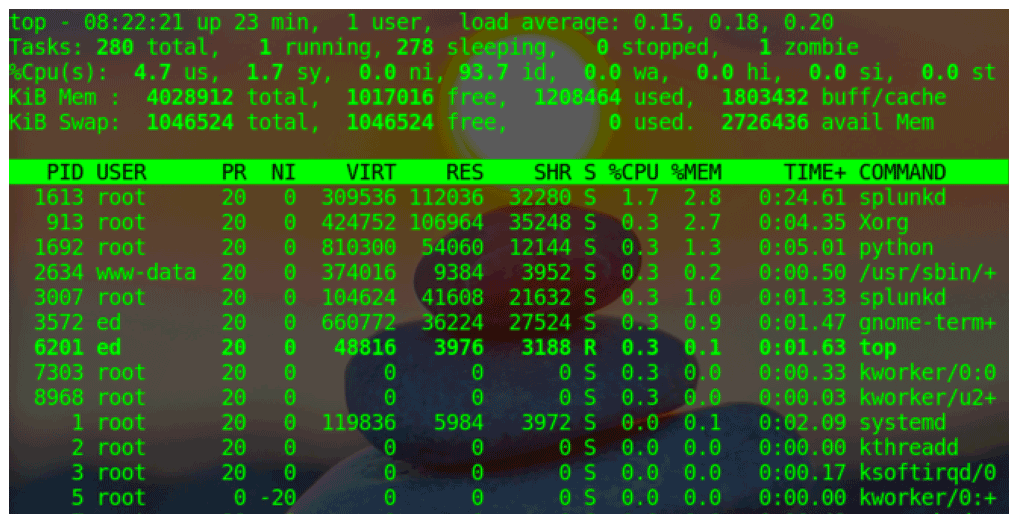 top - 08:22:21 up 23 min,  1 user,  load average: 0.15, 0.18, 0.20
Tasks: 280 total,   1 running, 278 sleeping,   0 stopped,   1 zombie
%Cpu(s):  4.7 us,  1.7 sy,  0.0 ni, 93.7 id,  0.0 wa,  0.0 hi,  0.0 si,  0.0 st
KiB Mem :  4028912 total,  1017016 free,  1208464 used,  1803432 buff/cache
KiB Swap:  1046524 total,  1046524 free,        0 used.  2726436 avail Mem
PID USER      PR  NI    VIRT    RES    SHR S %CPU %MEM     TIME+ COMMAND
1613 root      20   0  309536 112036  32280 S  1.7  2.8   0:24.61 splunkd
913 root      20   0  424752 106964  35248 S  0.3  2.7   0:04.35 Xorg
1692 root      20   0  810300  54060  12144 S  0.3  1.3   0:05.01 python
2634 www-data  20   0  374016   9384   3952 S  0.3  0.2   0:00.50 /usr/sbin/+
3007 root      20   0  104624  41608  21632 S  0.3  1.0   0:01.33 splunkd
3572 ed        20   0  660772  36224  27524 S  0.3  0.9   0:01.47 gnome-term+
6201 ed        20   0   48816   3976   3188 R  0.3  0.1   0:01.63 top
7303 root      20   0       0      0      0 S  0.3  0.0   0:00.33 kworker/0:0
8968 root      20   0       0      0      0 S  0.3  0.0   0:00.03 kworker/u2+
1 root      20   0  119836   5984   3972 S  0.0  0.1   0:02.09 systemd
2 root      20   0       0      0      0 S  0.0  0.0   0:00.00 kthreadd
3 root      20   0       0      0      0 S  0.0  0.0   0:00.17 ksoftirqd/0
5 root       0 -20       0      0      0 S  0.0  0.0   0:00.00 kworker/0:+